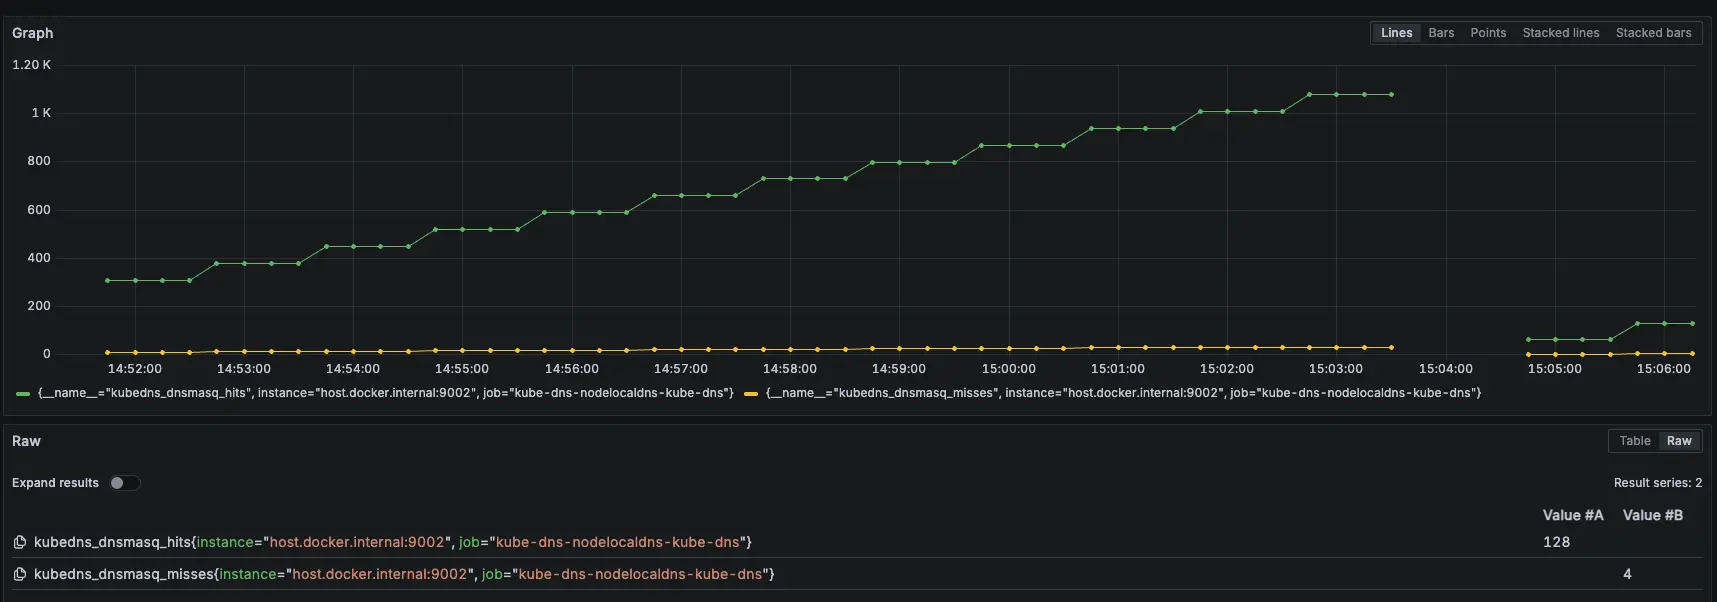 Graph
Lines Bars Points Stacked lines Stacked bars
1.20 K
1 K
800
600
400
200
0
14:52:00 14:53:00 14:54:00 14:55:00 14:56:00 14:57:00 14:58:00 14:59:00 15:00:00 15:01:00 15:02:00 15:03:00 15:04:00 15:05:00 15:06:00
{__name__="kubedns_dnsmasq_hits", instance="host.docker.internal:9002", job="kube-dns-nodelocaldns-kube-dns"} {__name__="kubedns_dnsmasq_misses", instance="host.docker.internal:9002", job="kube-dns-nodelocaldns-kube-dns"}
Raw
Table Raw
Expand results
Result series: 2
Value #A Value #B
kubedns_dnsmasq_hits{instance="host.docker.internal:9002", job="kube-dns-nodelocaldns-kube-dns"} 128
kubedns_dnsmasq_misses{instance="host.docker.internal:9002", job="kube-dns-nodelocaldns-kube-dns"} 4